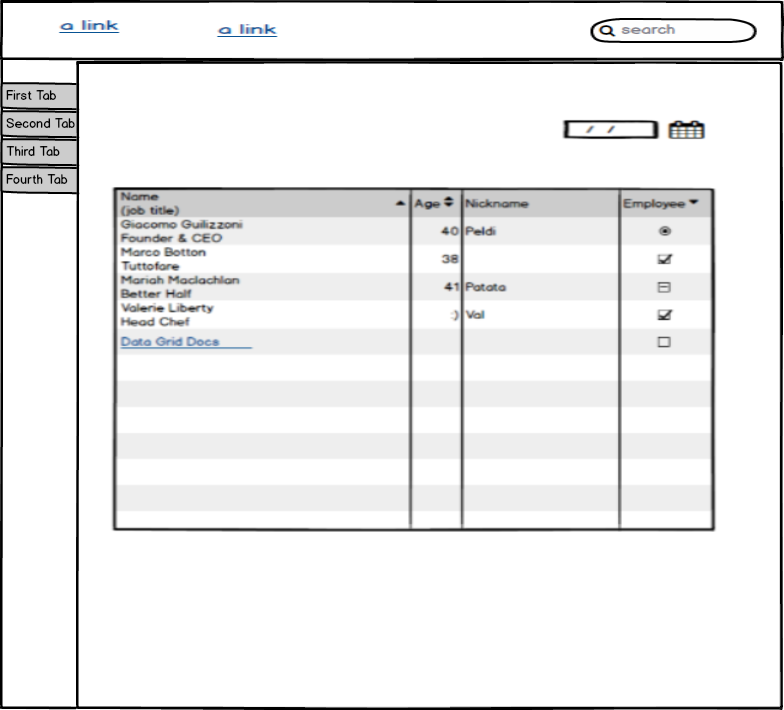 a link
a link
search
First Tab
Second Tab
Third Tab
Fourth Tab
/ /
Name
(job title)
Age
Nickname
Employee
Giacomo Guilizzoni
Founder & CEO
40
Peldi
Marco Botton
Tuttofare
38
Mariah Maclachlan
Better Half
41
Patata
Valerie Liberty
Head Chef
:)
Val
Data Grid Docs